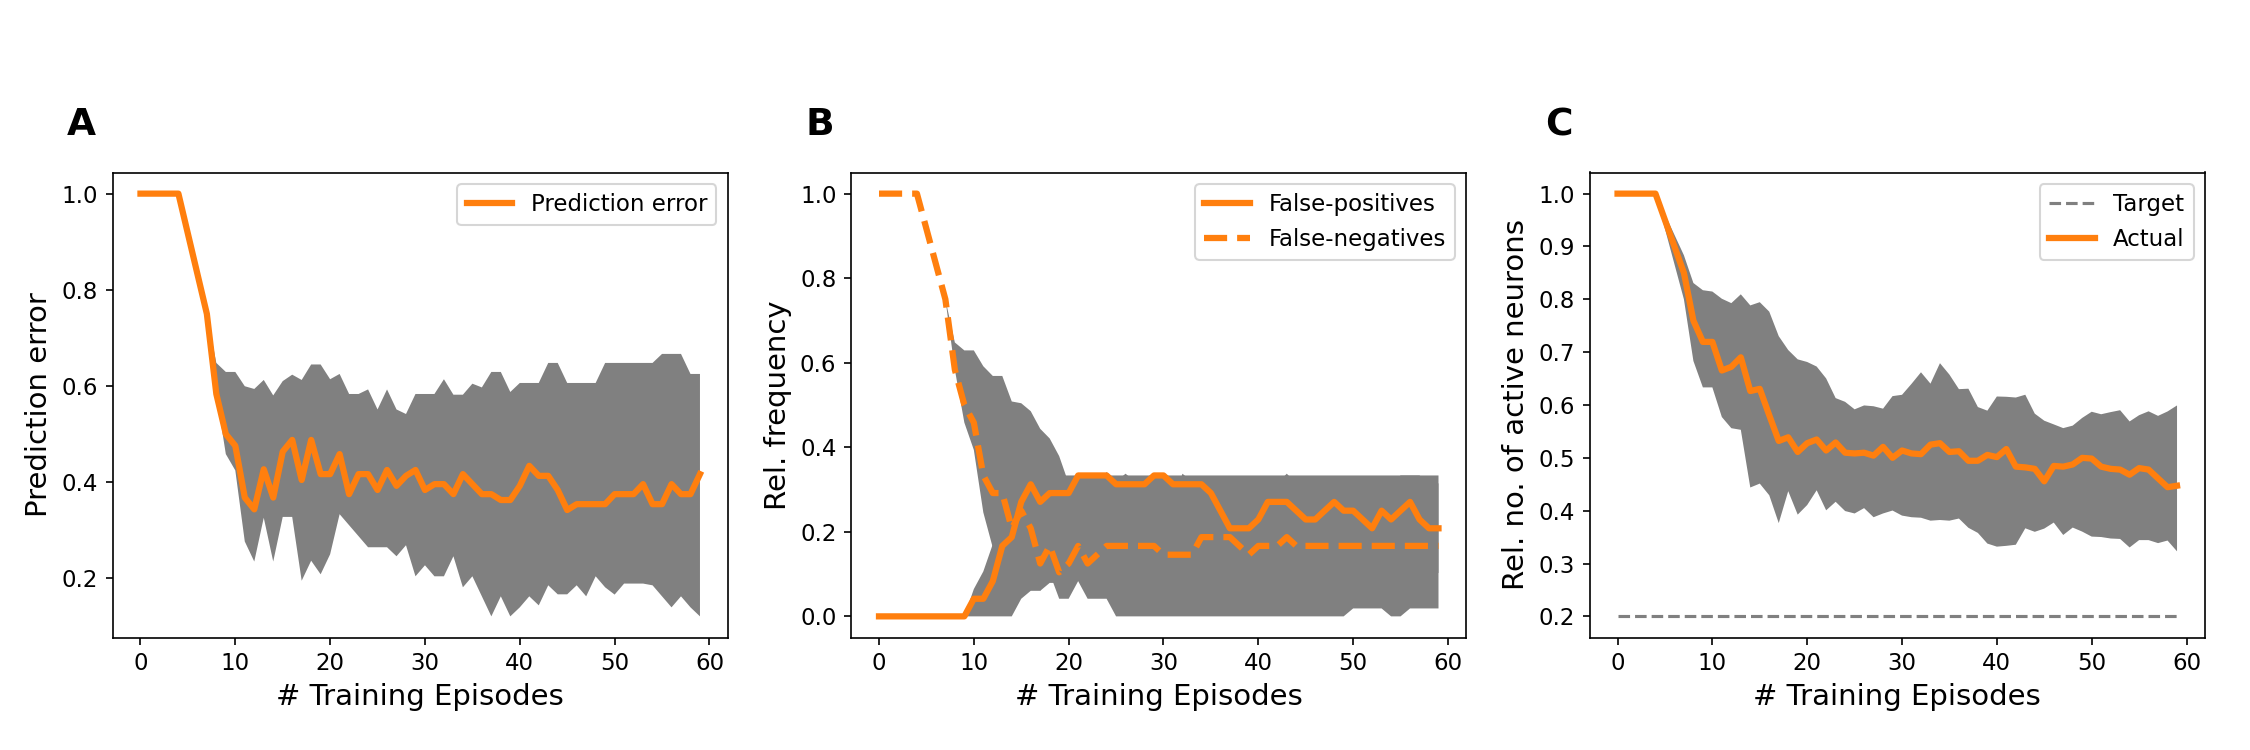 A
B
C
Prediction error
1.0
0.8
0.6
0.4
0.2
Prediction error
0
10
20
30
40
50
60
# Training Episodes
Rel. frequency
1.0
0.8
0.6
0.4
0.2
0.0
False-positives
False-negatives
0
10
20
30
40
50
60
# Training Episodes
Rel. no. of active neurons
1.0
0.9
0.8
0.7
0.6
0.5
0.4
0.3
0.2
Target
Actual
0
10
20
30
40
50
60
# Training Episodes